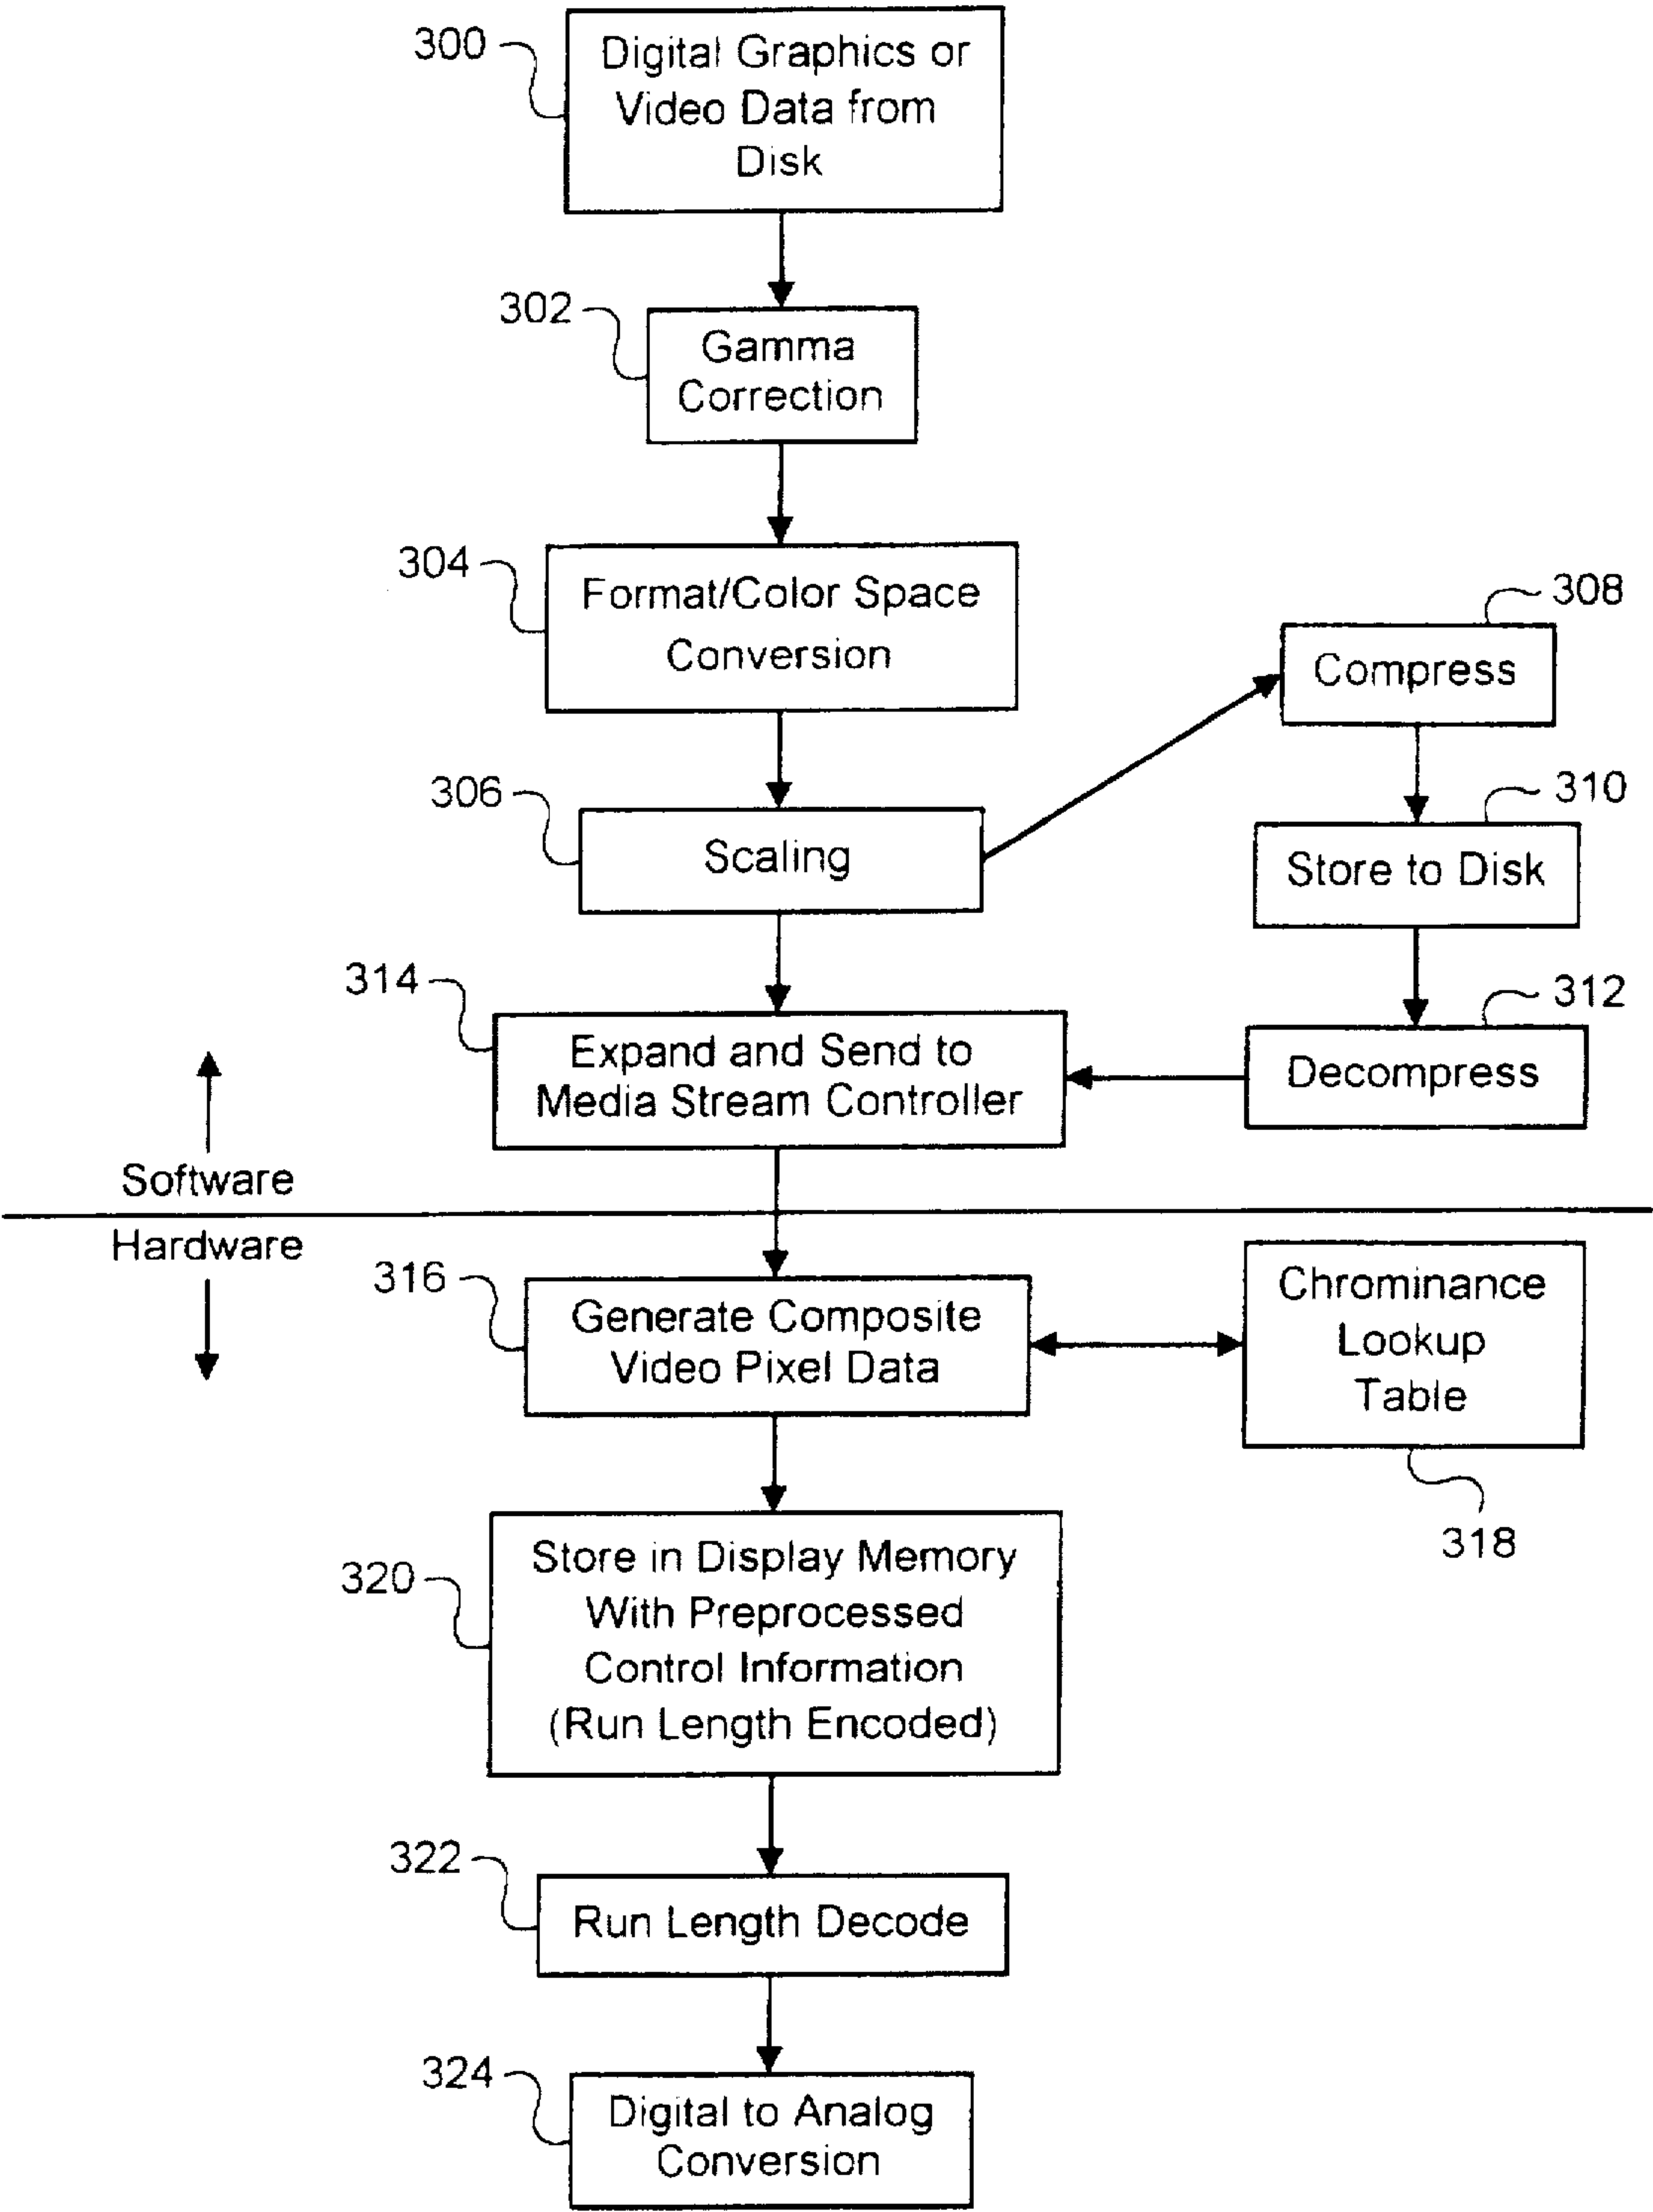 300
Digital Graphics or
Video Data from
Disk
302
Gamma
Correction
304
Format/Color Space
Conversion
308
Compress
306
Scaling
310
Store to Disk
314
Expand and Send to
Media Stream Controller
312
Decompress
Software
Hardware
316
Generate Composite
Video Pixel Data
Chrominance
Lookup
Table
318
320
Store in Display Memory
With Preprocessed
Control Information
(Run Length Encoded)
322
Run Length Decode
324
Digital to Analog
Conversion